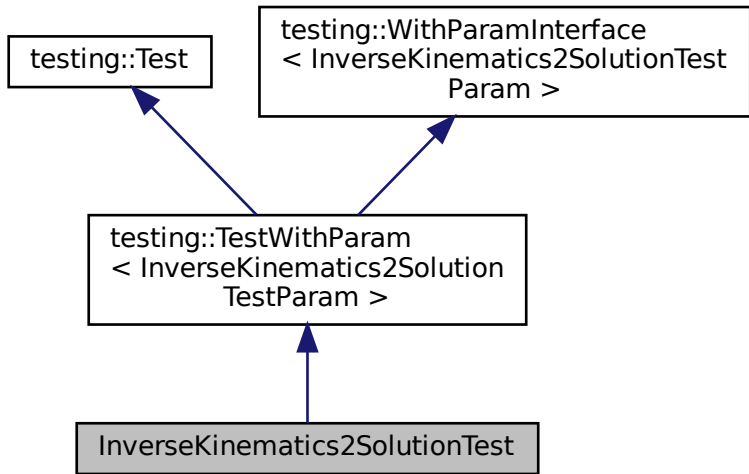 testing::Test
testing::WithParamInterface
< InverseKinematics2SolutionTest
Param >
testing::TestWithParam
< InverseKinematics2Solution
TestParam >
InverseKinematics2SolutionTest